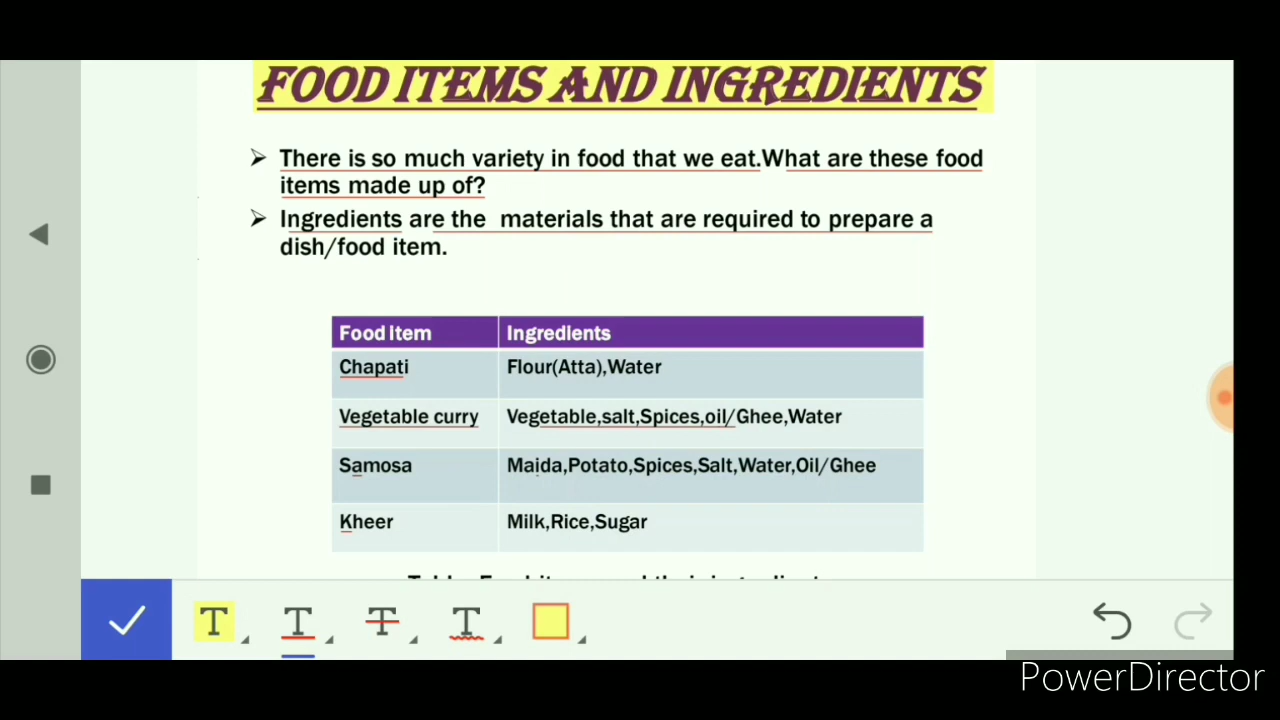 FOOD ITEMS AND INGREDIENTS
There is so much variety in food that we eat.What are these food
items made up of?
Ingredients are the materials that are required to prepare a
dish/food item.
Food Item Ingredients
Chapati Flour(Atta),Water
Vegetable curry Vegetable,salt,Spices,oil/Ghee,Water
Samosa Maida,Potato,Spices,Salt,Water,Oil/Ghee
Kheer Milk,Rice,Sugar
T T T T
PowerDirector